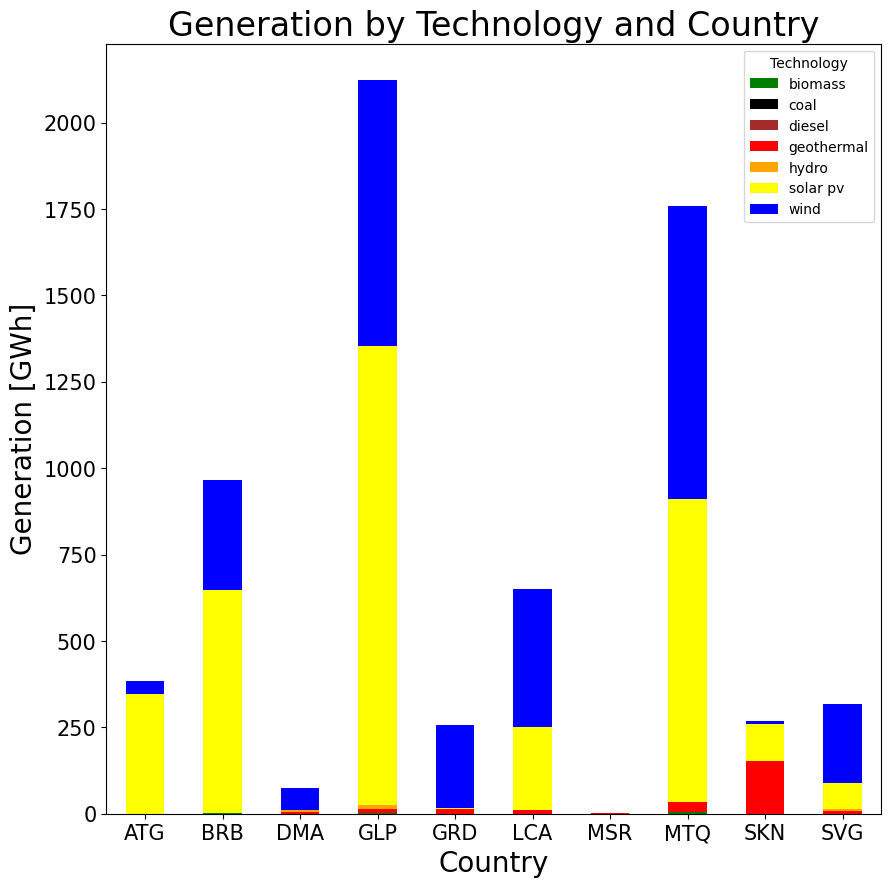 Generation by Technology and Country
Technology
biomass
coal
diesel
geothermal
hydro
solar pv
wind
Generation [GWh]
2000
1750
1500
1250
1000
750
500
250
0
ATG BRB DMA GLP GRD LCA MSR MTQ SKN SVG
Country